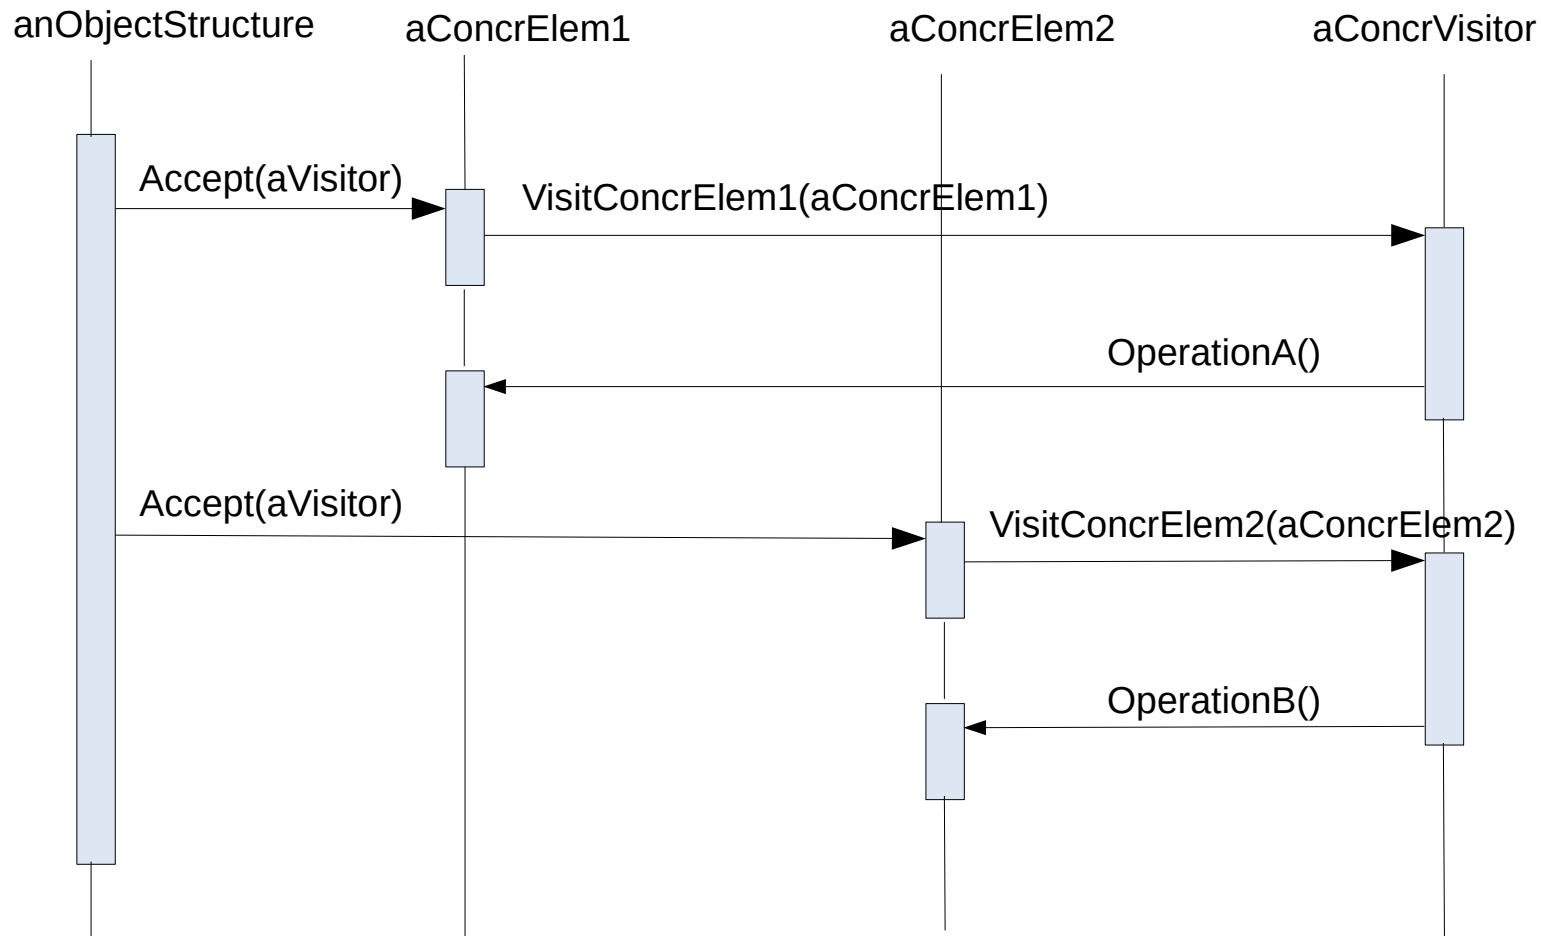 anObjectStructure
aConcrElem1
aConcrElem2
aConcrVisitor
Accept(aVisitor)
VisitConcrElem1(aConcrElem1)
OperationA()
Accept(aVisitor)
VisitConcrElem2(aConcrElem2)
OperationB()